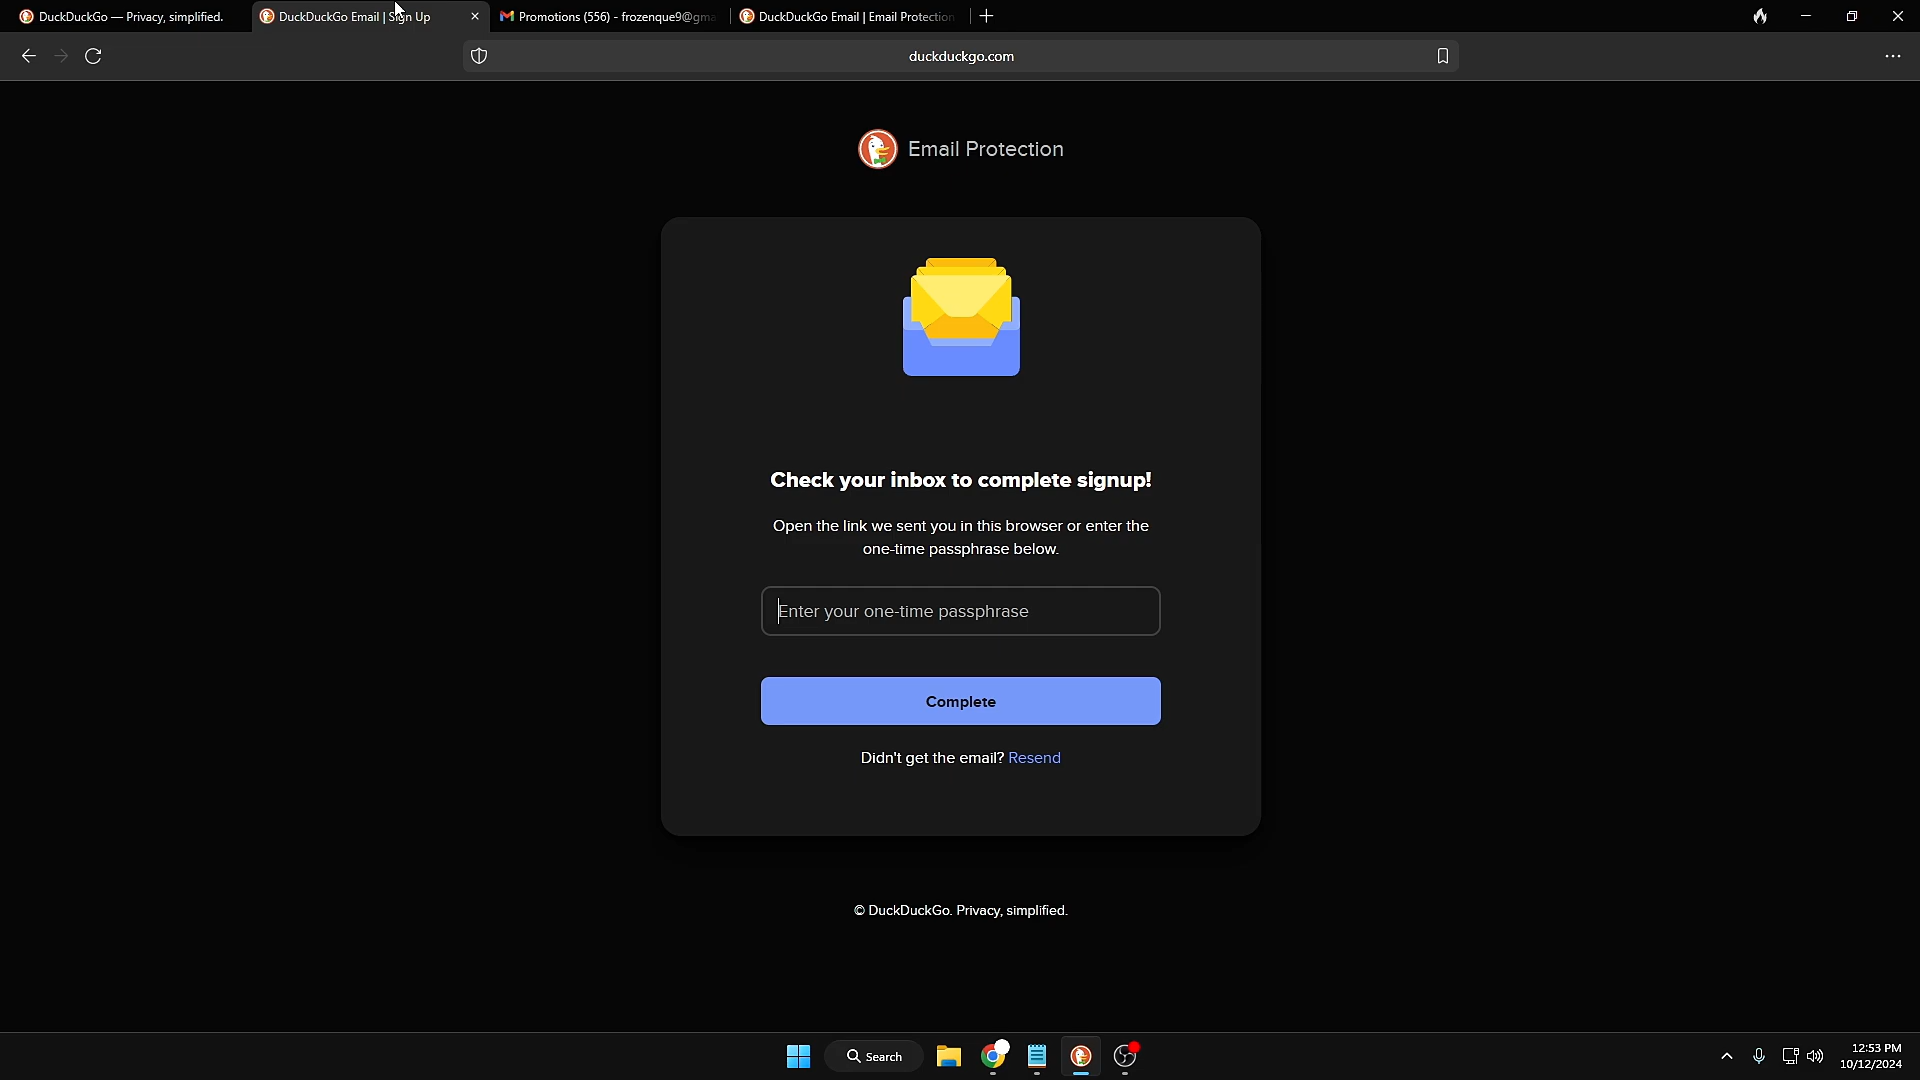 DuckDuckGo — Privacy, simplified.
DuckDuckGo Email | Sign Up
Promotions (556) - frozenque9@gma
DuckDuckGo Email | Email Protection
duckduckgo.com
Email Protection
Check your inbox to complete signup!
Open the link we sent you in this browser or enter the
one-time passphrase below.
Enter your one-time passphrase
Complete
Didn't get the email? Resend
© DuckDuckGo. Privacy, simplified.
Search
12:53 PM
10/12/2024